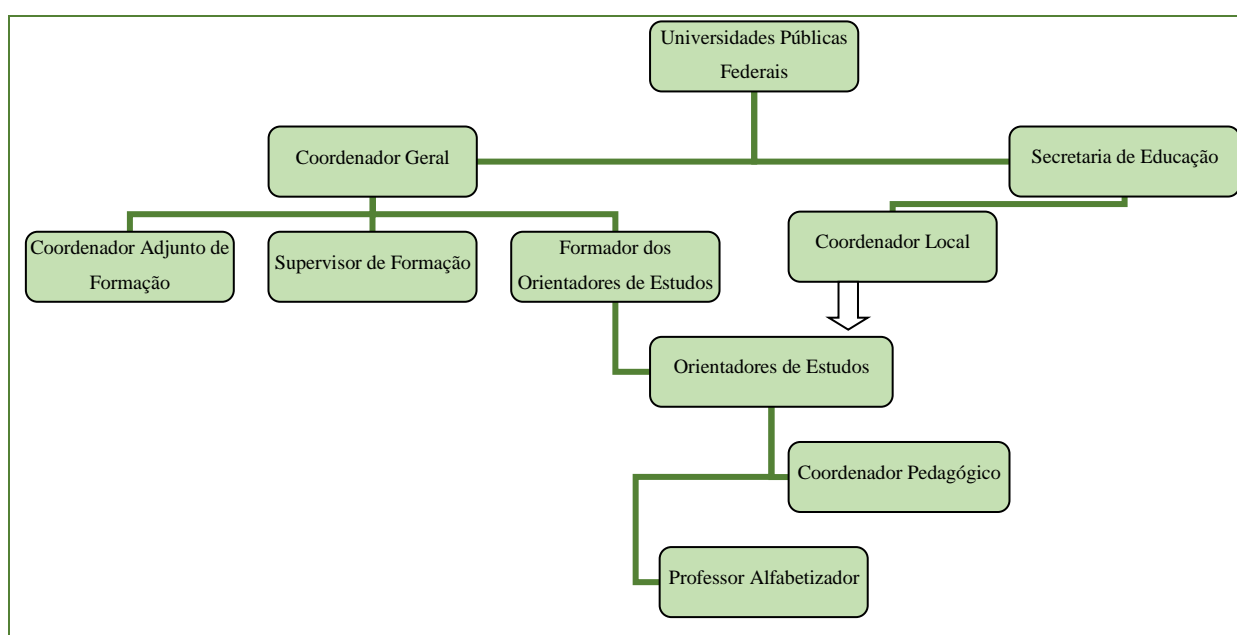 Universidades Públicas
Federais
Coordenador Geral
Secretaria de Educação
Coordenador Adjunto de
Formação
Supervisor de Formação
Formador dos
Orientadores de Estudos
Coordenador Local
Orientadores de Estudos
Coordenador Pedagógico
Professor Alfabetizador